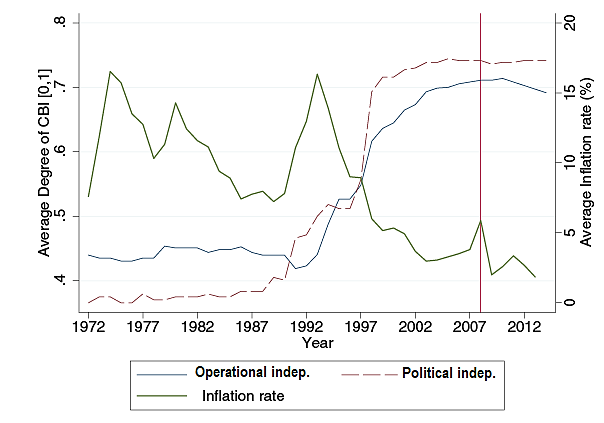 Average Degree of CBI [0,1]
.8
.7
.6
.5
.4
20
15
10
5
0
Average Inflation rate (%)
1972 1977 1982 1987 1992 1997 2002 2007 2012
Year
Operational indep. Political indep.
Inflation rate